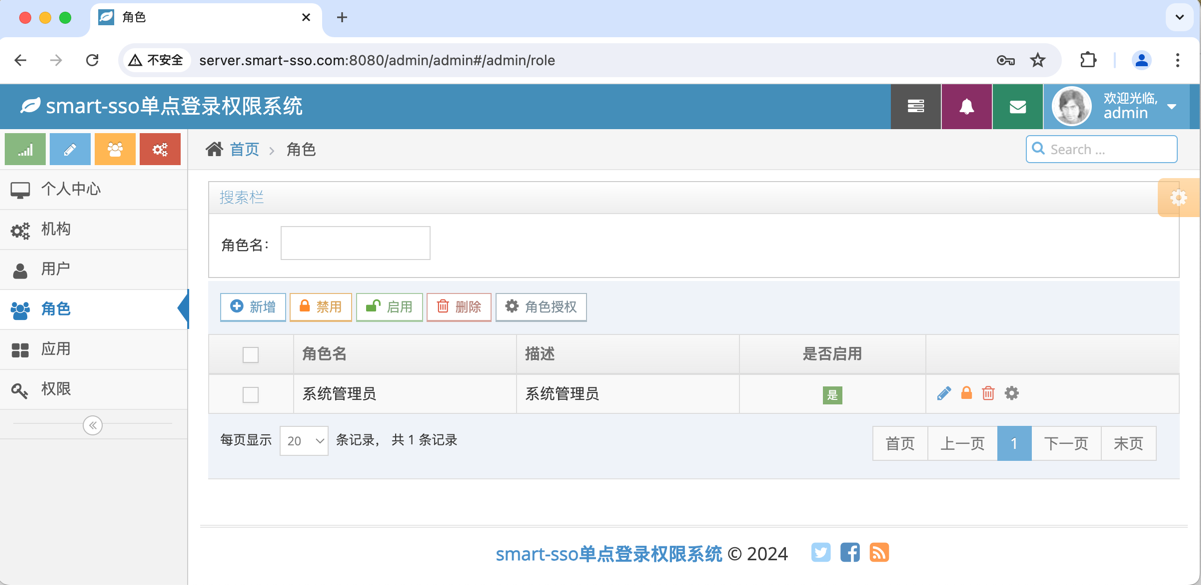 角色
不安全 server.smart-sso.com:8080/admin/admin#/admin/role
smart-sso单点登录权限系统
欢迎光临,
admin
首页 > 角色
Search ...
个人中心
机构
用户
角色
应用
权限
搜索栏
角色名：
新增 禁用 启用 删除 角色授权
角色名 描述 是否启用
系统管理员 系统管理员 是
每页显示 20 条记录， 共 1 条记录
首页 上一页 1 下一页 末页
smart-sso单点登录权限系统 © 2024